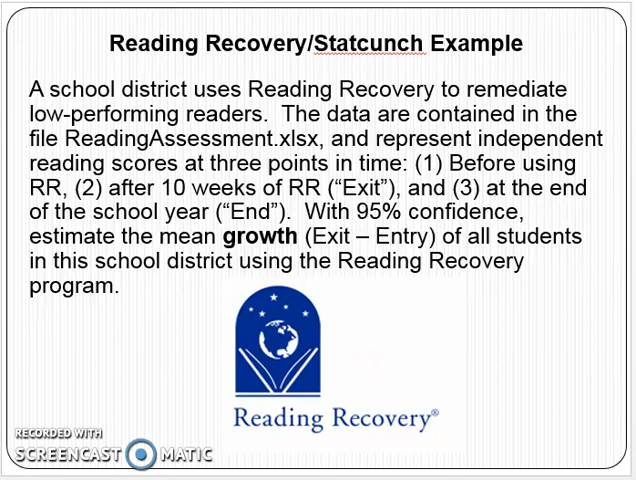 Reading Recovery/Statcunch Example
A school district uses Reading Recovery to remediate
low-performing readers.  The data are contained in the
file ReadingAssessment.xlsx, and represent independent
reading scores at three points in time: (1) Before using
RR, (2) after 10 weeks of RR (“Exit”), and (3) at the end
of the school year (“End”).  With 95% confidence,
estimate the mean growth (Exit – Entry) of all students
in this school district using the Reading Recovery
program.
Reading Recovery®
RECORDED WITH
SCREENCAST MATIC